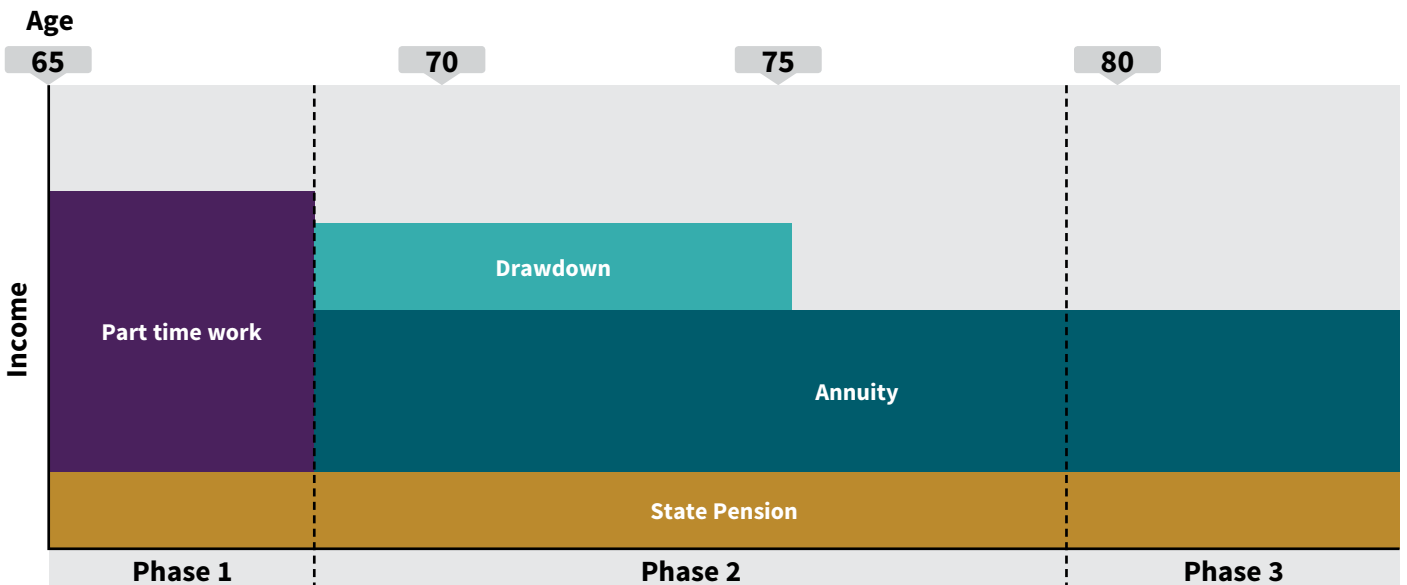 Age
65
70
75
80
Income
Part time work
Drawdown
Annuity
State Pension
Phase 1
Phase 2
Phase 3